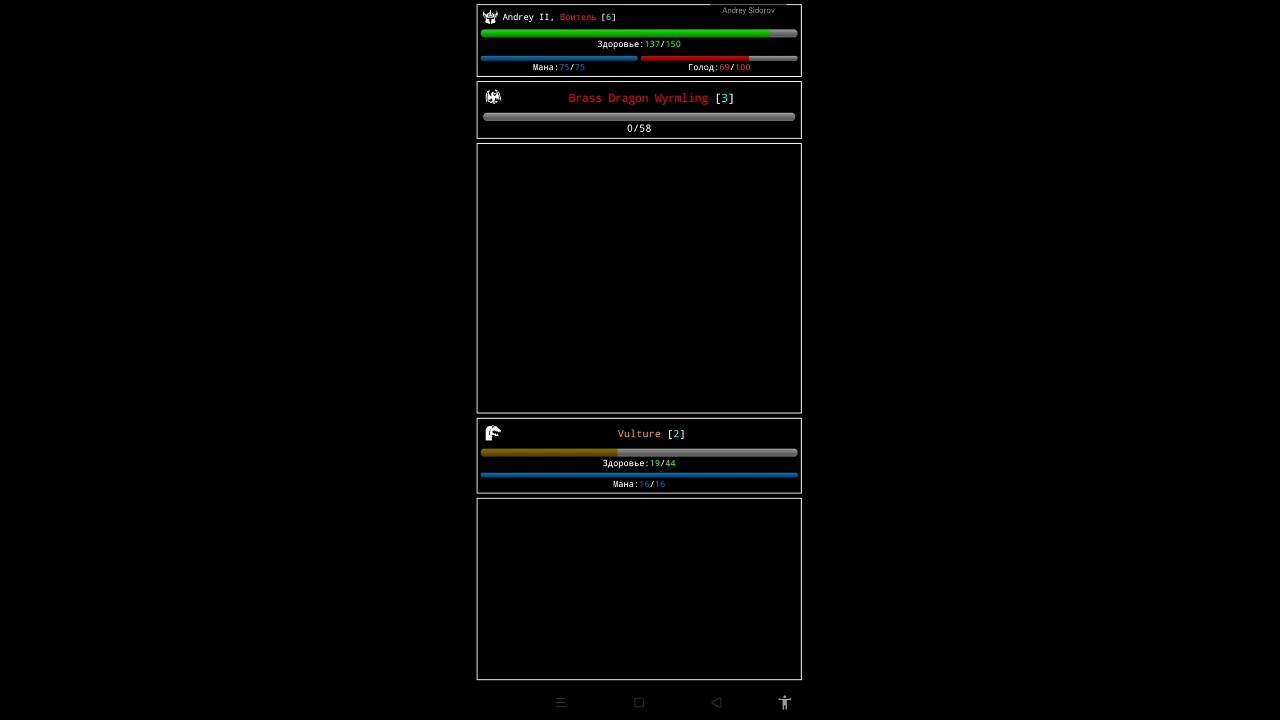 Andrey Sidorov
Andrey II, Воитель [6]
Здоровье:137/150
Мана:75/75 Голод:69/100
Brass Dragon Wyrmling [3]
0/58
Vulture [2]
Здоровье:19/44
Мана:16/16